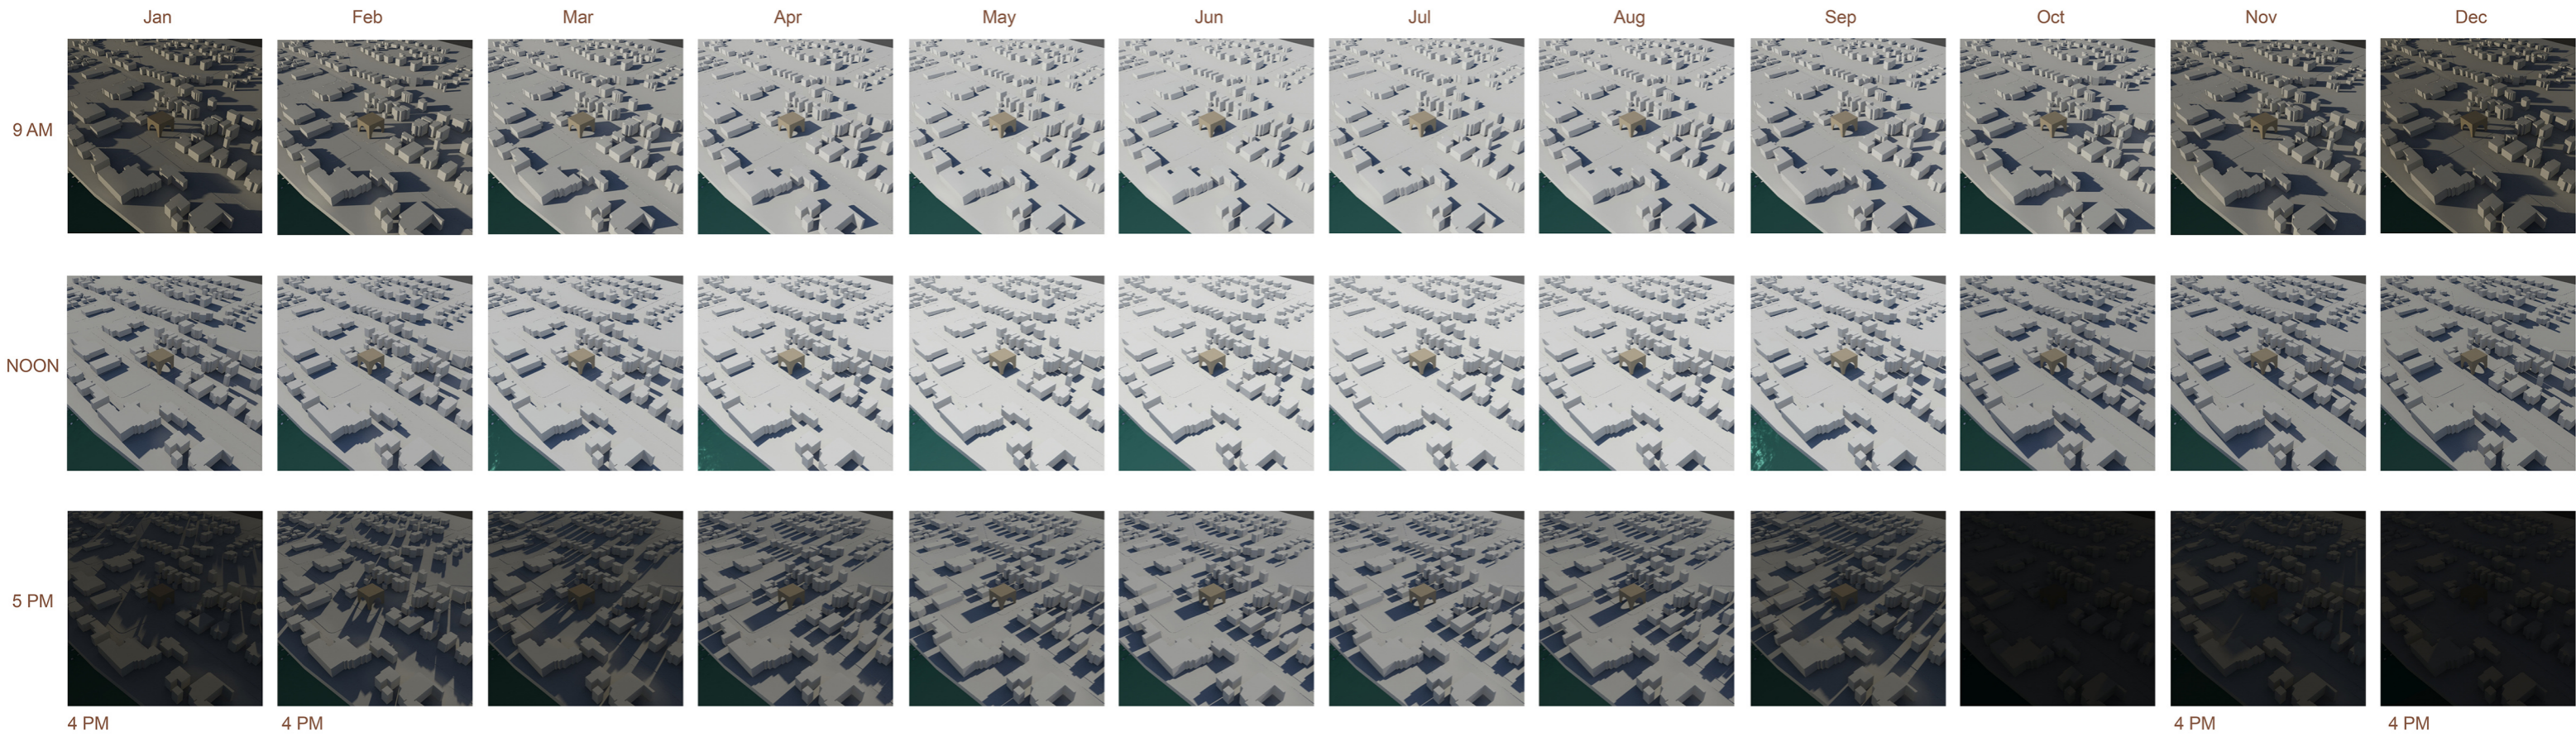 Jan Feb Mar Apr May Jun Jul Aug Sep Oct Nov Dec
9 AM
NOON
5 PM
4 PM 4 PM 4 PM 4 PM